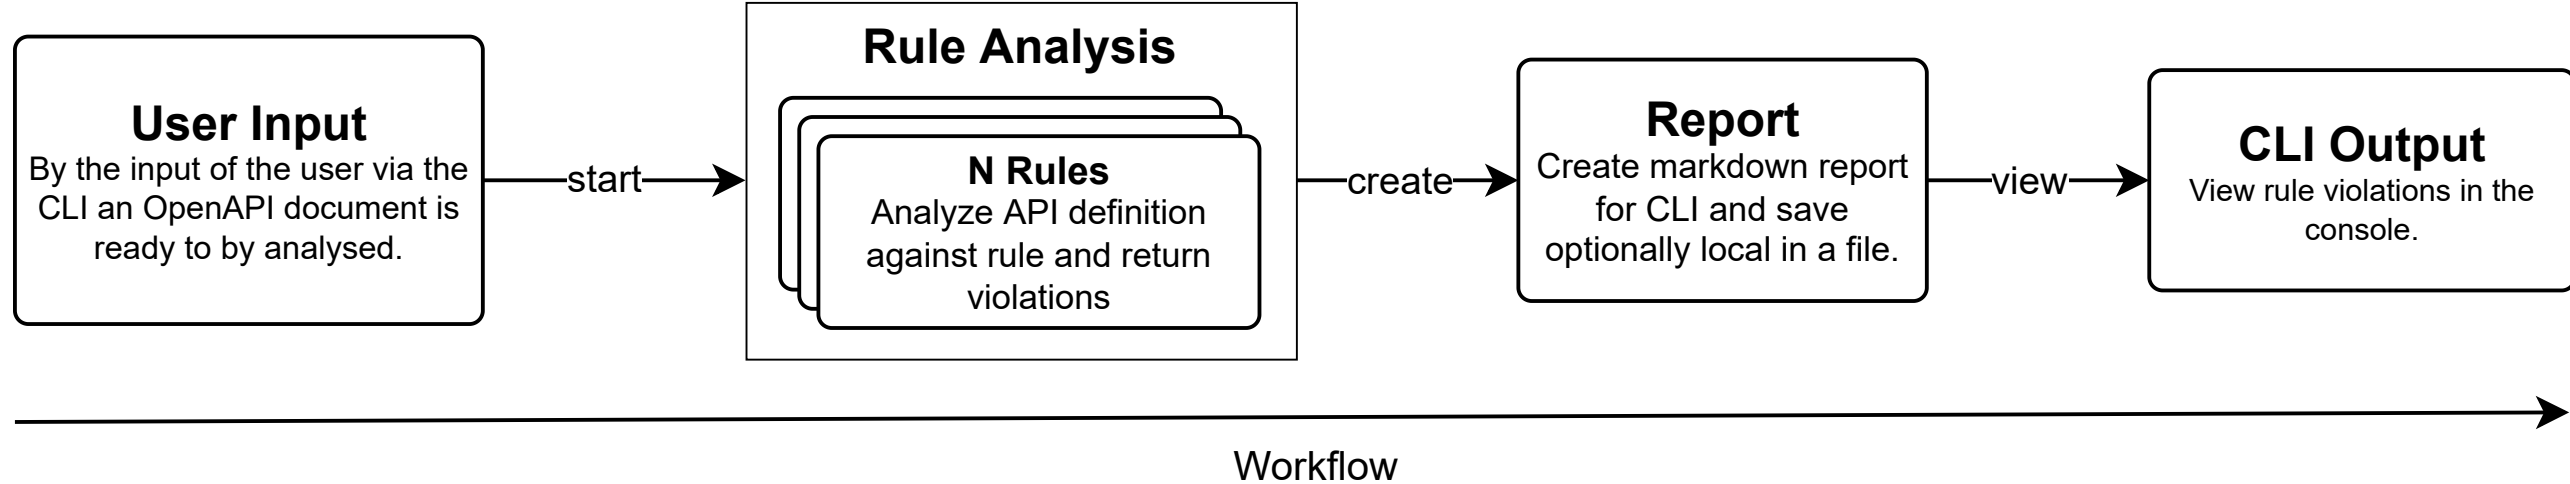 User Input
By the input of the user via the
CLI an OpenAPI document is
ready to by analysed.
start
Rule Analysis
N Rules
Analyze API definition
against rule and return
violations
create
Report
Create markdown report
for CLI and save
optionally local in a file.
view
CLI Output
View rule violations in the
console.
Workflow